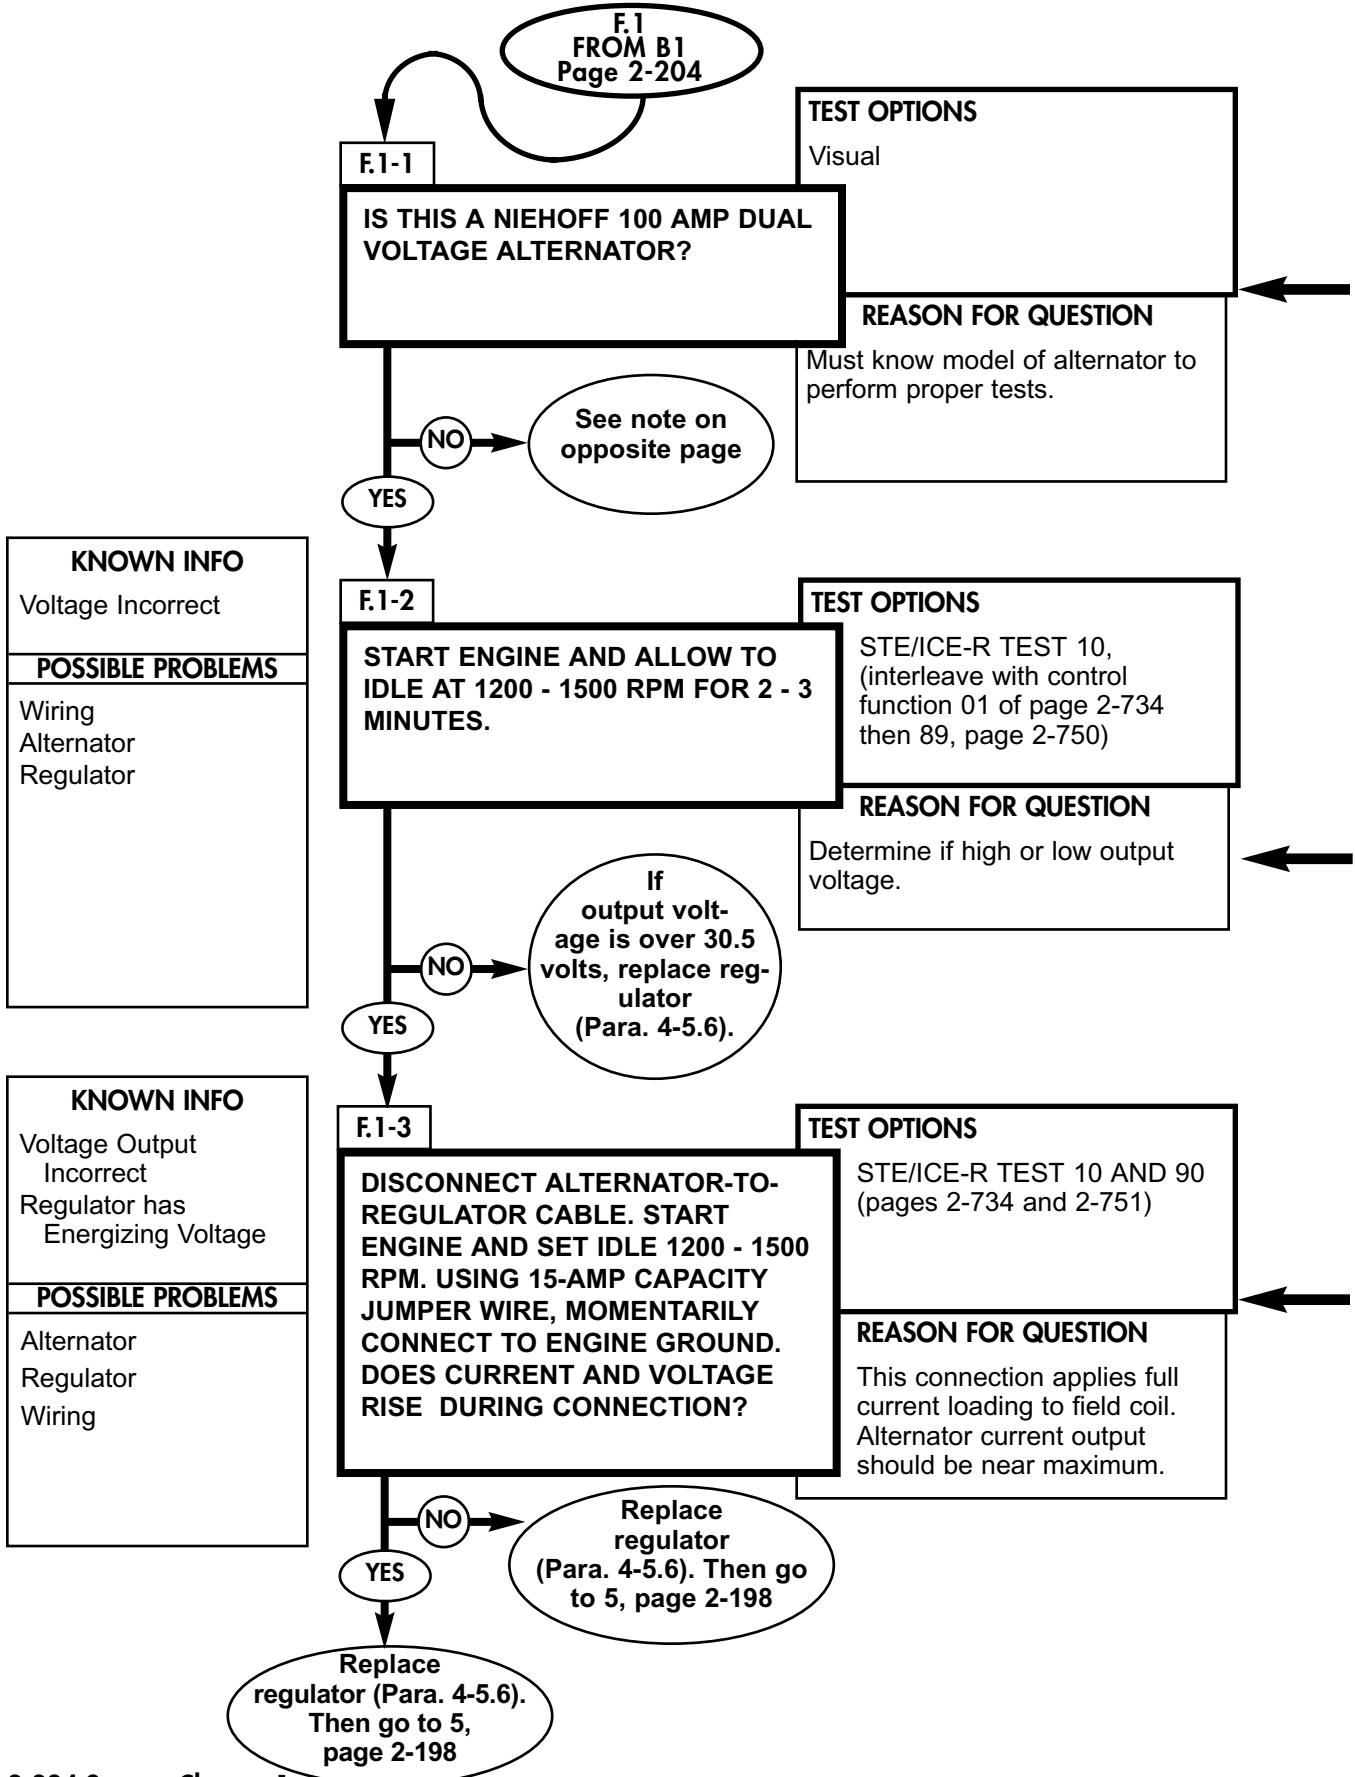 F.1
FROM B1
Page 2-204
F.1-1
IS THIS A NIEHOFF 100 AMP DUAL
VOLTAGE ALTERNATOR?
TEST OPTIONS
Visual
REASON FOR QUESTION
Must know model of alternator to
perform proper tests.
NO
See note on
opposite page
YES
KNOWN INFO
Voltage Incorrect
POSSIBLE PROBLEMS
Wiring
Alternator
Regulator
F.1-2
START ENGINE AND ALLOW TO
IDLE AT 1200 - 1500 RPM FOR 2 - 3
MINUTES.
TEST OPTIONS
STE/ICE-R TEST 10,
(interleave with control
function 01 of page 2-734
then 89, page 2-750)
REASON FOR QUESTION
Determine if high or low output
voltage.
NO
If
output volt-
age is over 30.5
volts, replace reg-
ulator
(Para. 4-5.6).
YES
KNOWN INFO
Voltage Output
Incorrect
Regulator has
Energizing Voltage
POSSIBLE PROBLEMS
Alternator
Regulator
Wiring
F.1-3
DISCONNECT ALTERNATOR-TO-
REGULATOR CABLE. START
ENGINE AND SET IDLE 1200 - 1500
RPM. USING 15-AMP CAPACITY
JUMPER WIRE, MOMENTARILY
CONNECT TO ENGINE GROUND.
DOES CURRENT AND VOLTAGE
RISE DURING CONNECTION?
TEST OPTIONS
STE/ICE-R TEST 10 AND 90
(pages 2-734 and 2-751)
REASON FOR QUESTION
This connection applies full
current loading to field coil.
Alternator current output
should be near maximum.
NO
Replace
regulator
(Para. 4-5.6). Then go
to 5, page 2-198
YES
Replace
regulator (Para. 4-5.6).
Then go to 5,
page 2-198